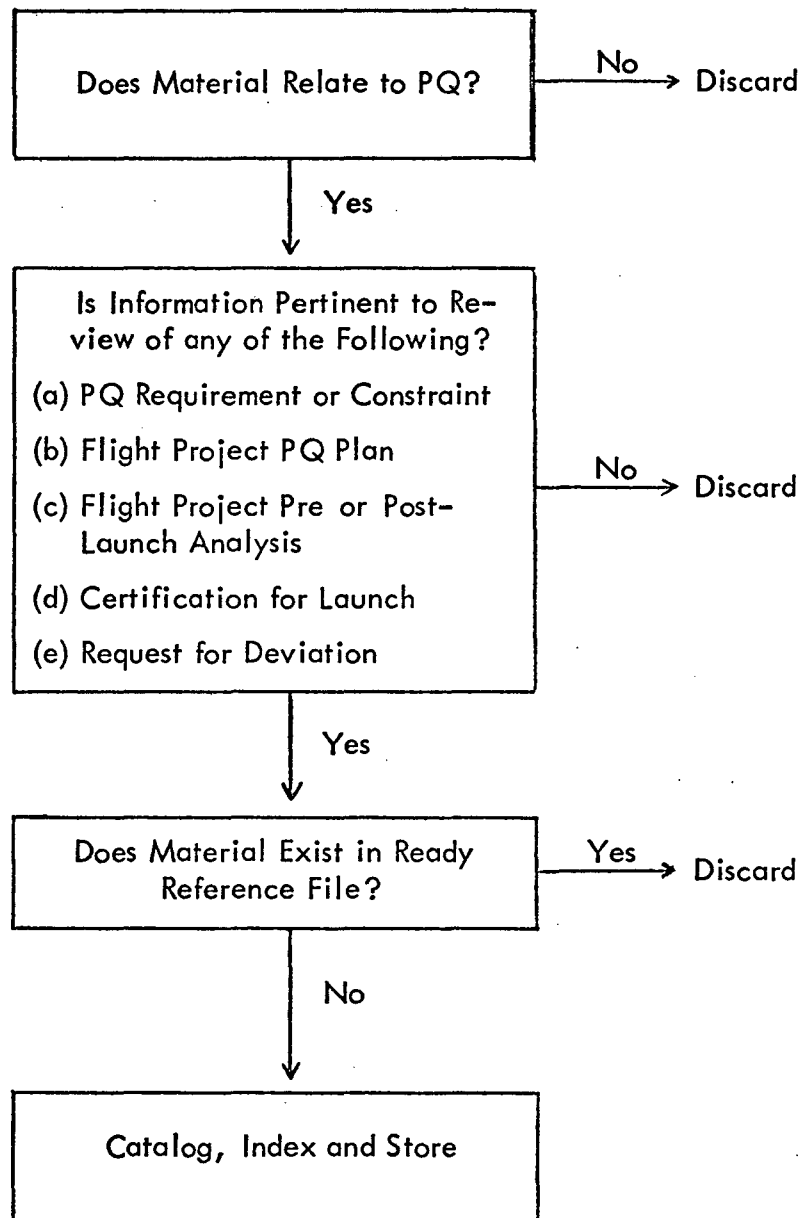 Does Material Relate to PQ?
No
Discard
Yes
Is Information Pertinent to Re-
view of any of the Following?
(a) PQ Requirement or Constraint
(b) Flight Project PQ Plan
No
Discard
(c) Flight Project Pre or Post-
Launch Analysis
(d) Certification for Launch
(e) Request for Deviation
Yes
Does Material Exist in Ready
Reference File?
Yes
Discard
No
Catalog, Index and Store